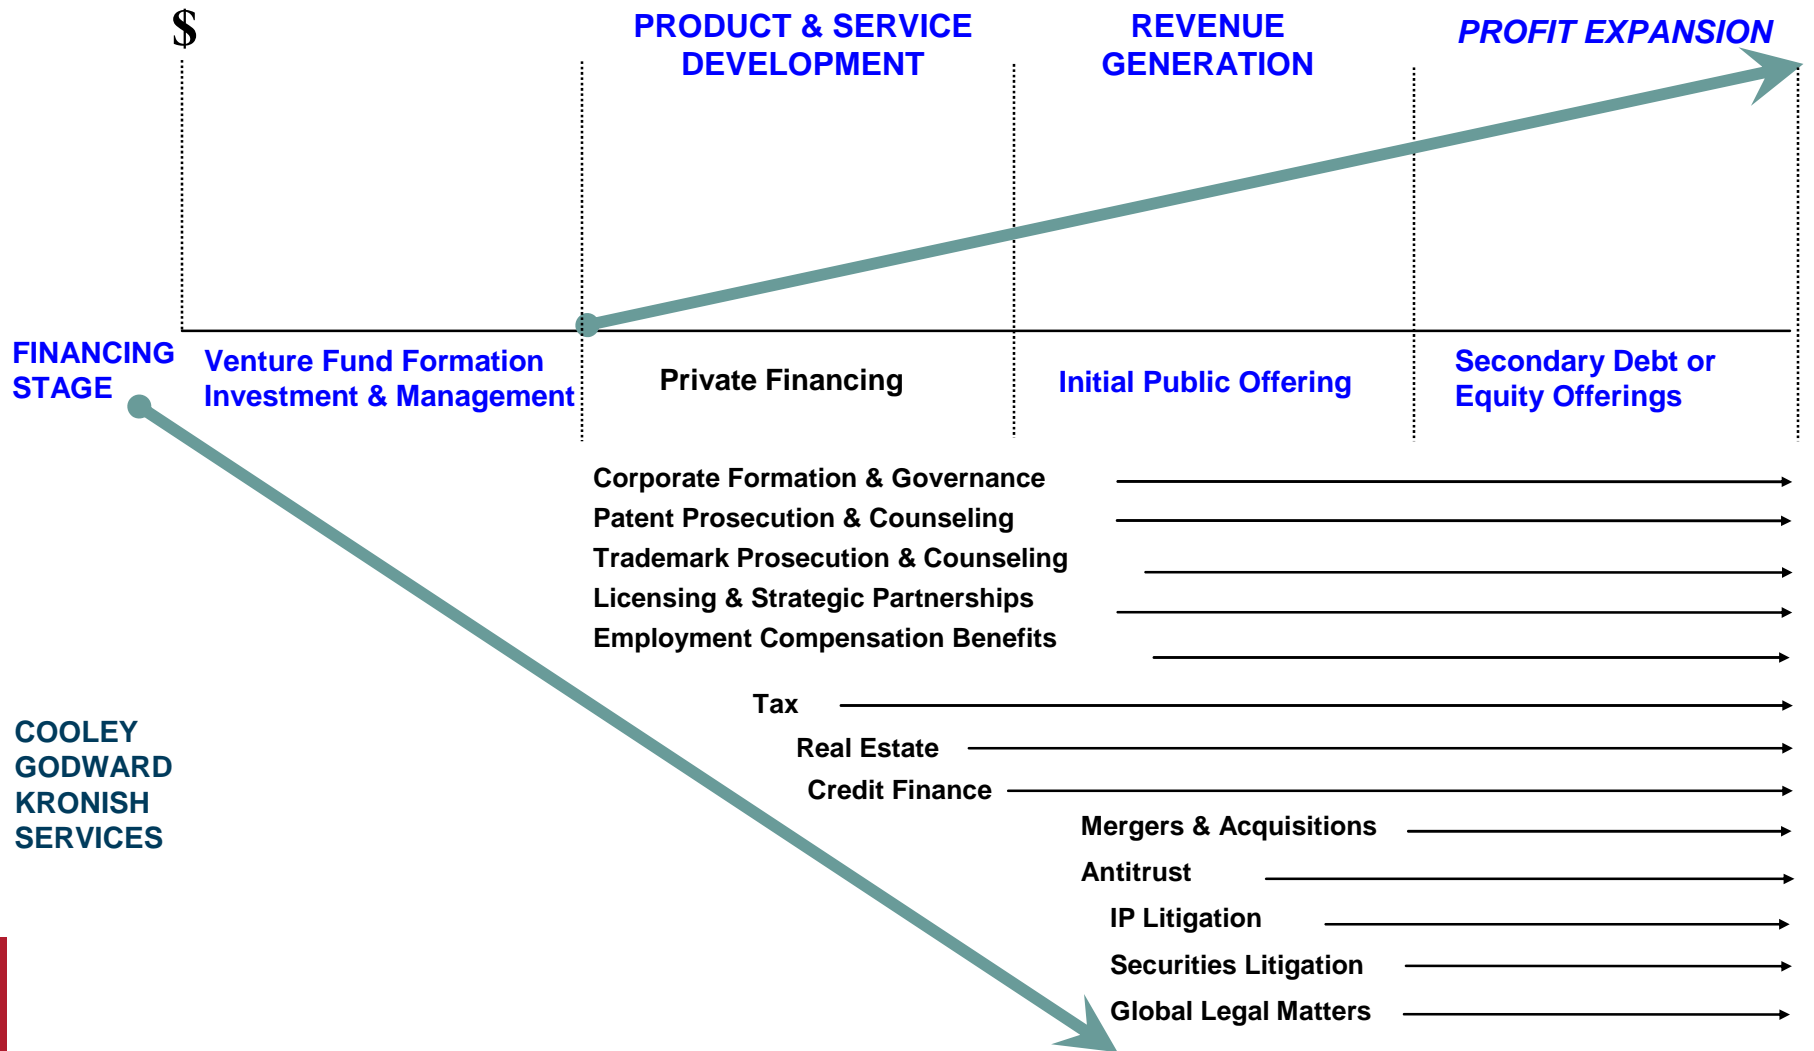 $
PRODUCT & SERVICE
DEVELOPMENT
REVENUE
GENERATION
PROFIT EXPANSION
FINANCING
STAGE
Venture Fund Formation
Investment & Management
Private Financing
Initial Public Offering
Secondary Debt or
Equity Offerings
Corporate Formation & Governance
Patent Prosecution & Counseling
Trademark Prosecution & Counseling
Licensing & Strategic Partnerships
Employment Compensation Benefits
Tax
Real Estate
Credit Finance
COOLEY
GODWARD
KRONISH
SERVICES
Mergers & Acquisitions
Antitrust
IP Litigation
Securities Litigation
Global Legal Matters